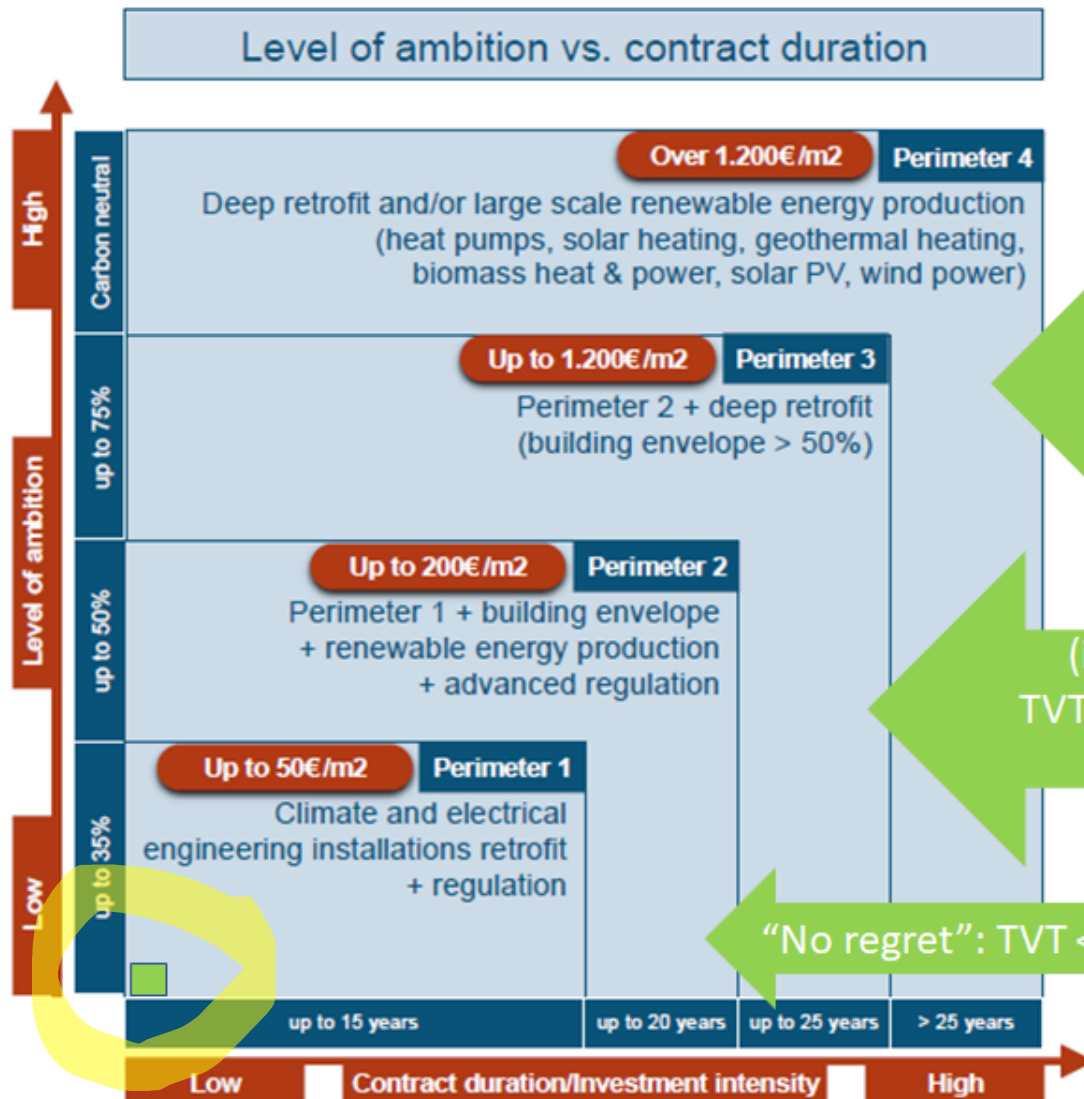 Level of ambition vs. contract duration
High
Level of ambition
Low
Carbon neutral
up to 75%
up to 50%
up to 35%
Over 1.200€/m2
Perimeter 4
Deep retrofit and/or large scale renewable energy production
(heat pumps, solar heating, geothermal heating,
biomass heat & power, solar PV, wind power)
Up to 1.200€/m2
Perimeter 3
Perimeter 2 + deep retrofit
(building envelope > 50%)
Up to 200€/m2
Perimeter 2
Perimeter 1 + building envelope
+ renewable energy production
+ advanced regulation
TVT
Up to 50€/m2
Perimeter 1
Climate and electrical
engineering installations retrofit
+ regulation
“No regret”: TVT <
up to 15 years
up to 20 years
up to 25 years
> 25 years
Low
Contract duration/Investment intensity
High